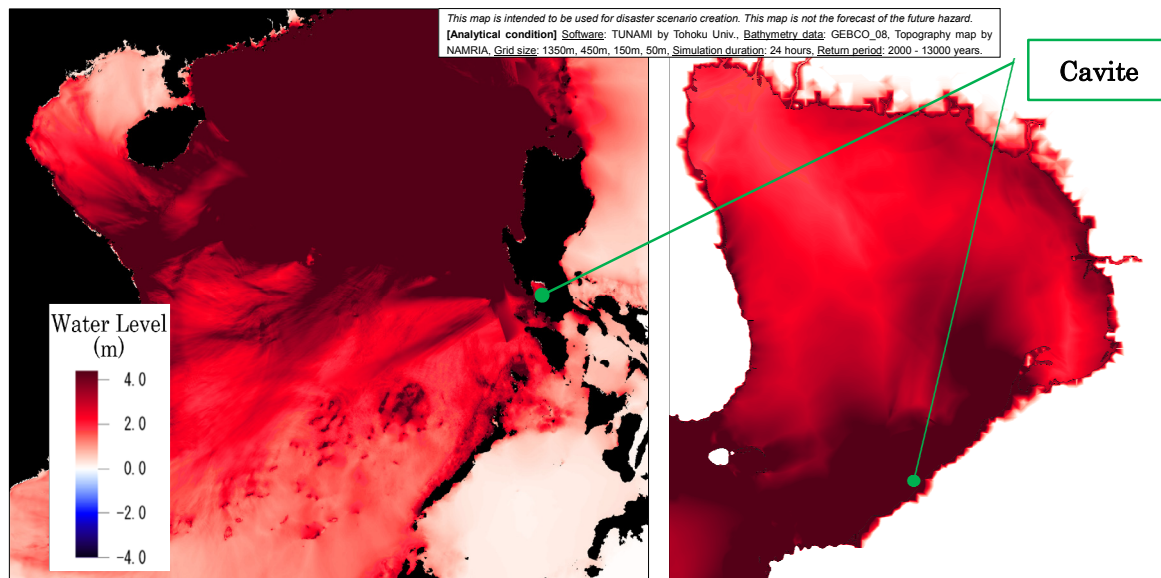 This map is intended to be used for disaster scenario creation. This map is not the forecast of the future hazard.
[Analytical condition] Software: TUNAMI by Tohoku Univ., Bathymetry data: GEBCO_08, Topography map by
NAMRIA, Grid size: 1350m, 450m, 150m, 50m, Simulation duration: 24 hours, Return period: 2000 - 13000 years.
Cavite
Water Level
(m)
4.0
2.0
0.0
-2.0
-4.0